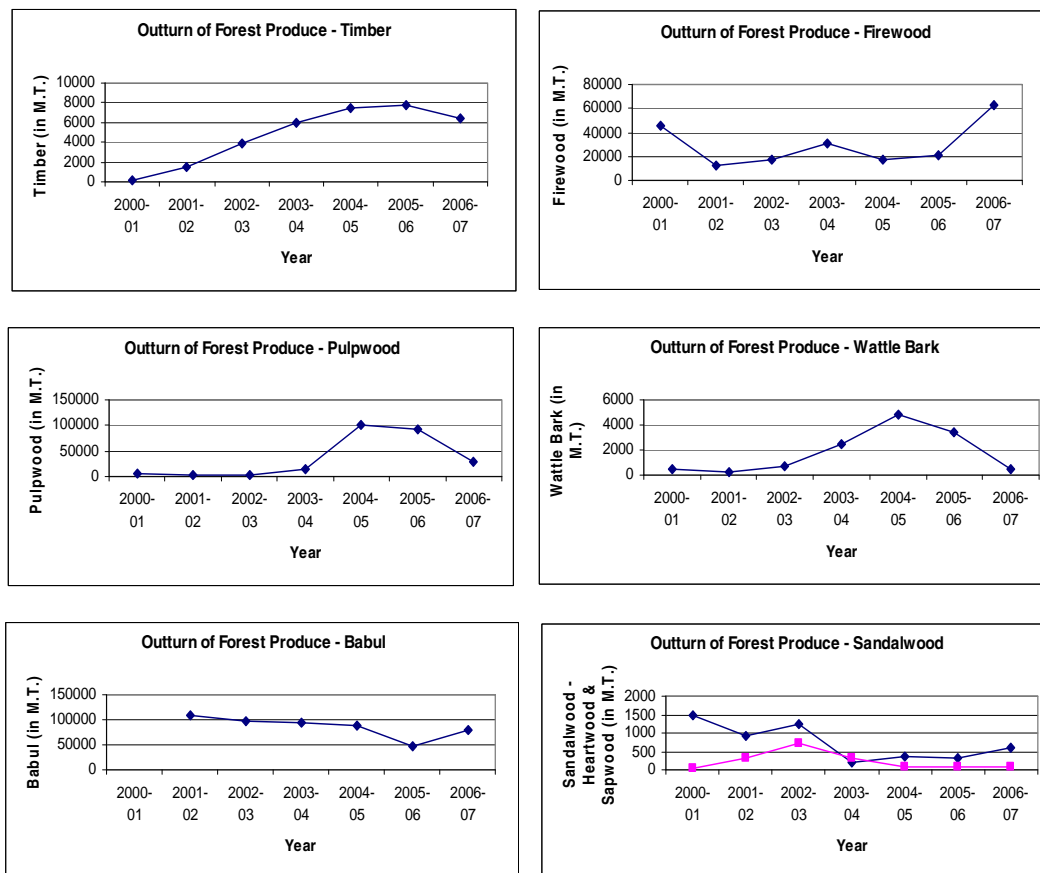 Outturn of Forest Produce - Timber
Timber (in M.T.)
10000
8000
6000
4000
2000
0
2000- 2001- 2002- 2003- 2004- 2005- 2006-
01 02 03 04 05 06 07
Year
Outturn of Forest Produce - Firewood
Firewood (in M.T.)
80000
60000
40000
20000
0
2000- 2001- 2002- 2003- 2004- 2005- 2006-
01 02 03 04 05 06 07
Year
Outturn of Forest Produce - Pulpwood
Pulpwood (in M.T.)
150000
100000
50000
0
2000- 2001- 2002- 2003- 2004- 2005- 2006-
01 02 03 04 05 06 07
Year
Outturn of Forest Produce - Wattle Bark
Wattle Bark (in
M.T.)
6000
4000
2000
0
2000- 2001- 2002- 2003- 2004- 2005- 2006-
01 02 03 04 05 06 07
Year
Outturn of Forest Produce - Babul
Babul (in M.T.)
150000
100000
50000
0
2000- 2001- 2002- 2003- 2004- 2005- 2006-
01 02 03 04 05 06 07
Year
Outturn of Forest Produce - Sandalwood
Sandalwood -
Heartwood &
Sapwood (in M.T.)
2000
1500
1000
500
0
2000- 2001- 2002- 2003- 2004- 2005- 2006-
01 02 03 04 05 06 07
Year